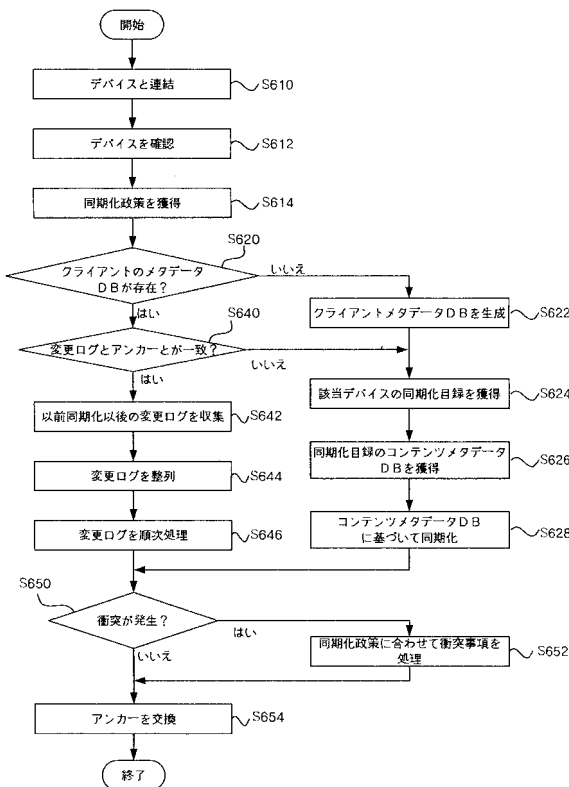 開始
デバイスと連結
S610
デバイスを確認
S612
同期化政策を獲得
S614
S620
クライアントのメタデータ
DBが存在?
いいえ
はい
クライアントメタデータDBを生成
S622
S640
変更ログとアンカーとが一致?
いいえ
はい
該当デバイスの同期化目録を獲得
S624
以前同期化以後の変更ログを収集
S642
同期化目録のコンテンツメタデータ
DBを獲得
S626
変更ログを整列
S644
コンテンツメタデータDB
に基づいて同期化
S628
変更ログを順次処理
S646
S650
衝突が発生?
はい
いいえ
同期化政策に合わせて衝突事項を
処理
S652
アンカーを交換
S654
終了